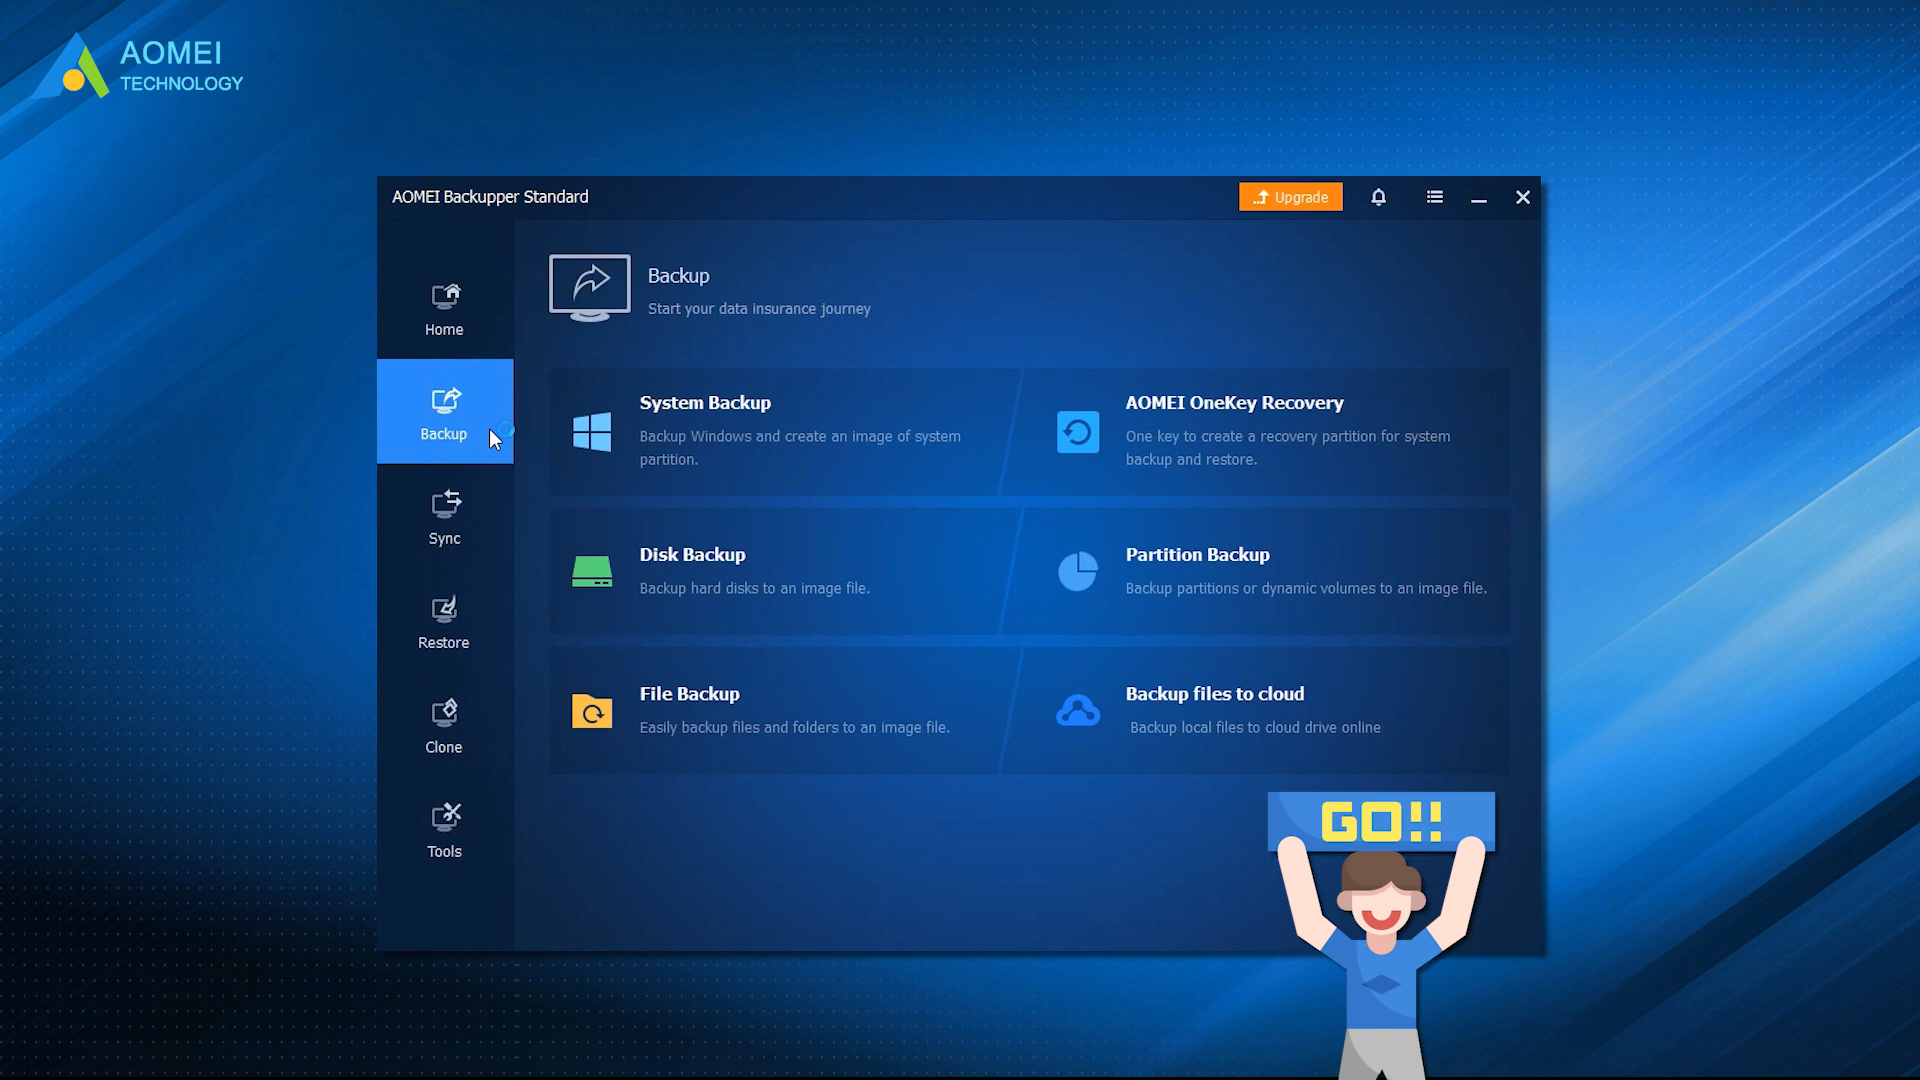 AOMEI
TECHNOLOGY
AOMEI Backupper Standard
Upgrade
Home
Backup
Sync
Restore
Clone
Tools
Backup
Start your data insurance journey
System Backup
Backup Windows and create an image of system
partition.
AOMEI OneKey Recovery
One key to create a recovery partition for system
backup and restore.
Disk Backup
Backup hard disks to an image file.
Partition Backup
Backup partitions or dynamic volumes to an image file.
File Backup
Easily backup files and folders to an image file.
Backup files to cloud
Backup local files to cloud drive online
GO!!